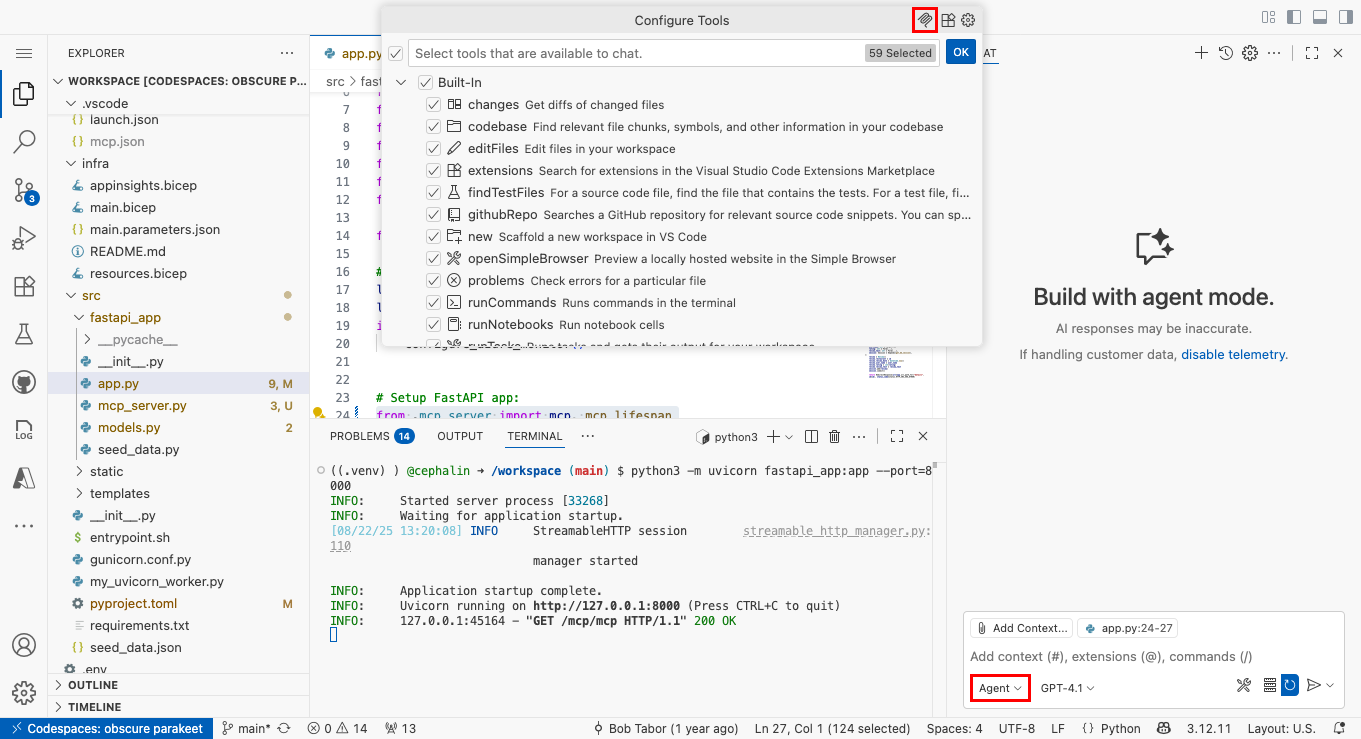 Configure Tools
Select tools that are available to chat.
59 Selected
OK
Built-In
changes Get diffs of changed files
codebase Find relevant file chunks, symbols, and other information in your codebase
editFiles Edit files in your workspace
extensions Search for extensions in the Visual Studio Code Extensions Marketplace
findTestFiles For a source code file, find the file that contains the tests. For a test file, fi...
githubRepo Searches a GitHub repository for relevant source code snippets. You can sp...
new Scaffold a new workspace in VS Code
openSimpleBrowser Preview a locally hosted website in the Simple Browser
problems Check errors for a particular file
runCommands Runs commands in the terminal
runNotebooks Run notebook cells
EXPLORER
WORKSPACE [CODESPACES: OBSCURE P...
.vscode
launch.json
mcp.json
infra
appinsights.bicep
main.bicep
main.parameters.json
README.md
resources.bicep
src
fastapi_app
__pycache__
__init__.py
app.py 9, M
mcp_server.py 3, U
models.py 2
seed_data.py
static
templates
__init__.py
entrypoint.sh
gunicorn.conf.py
my_uvicorn_worker.py
pyproject.toml M
requirements.txt
seed_data.json
.env
OUTLINE
TIMELINE
3
LOG
app.py
src > fast
7 f
8 f
9 f
10 f
11 f
12 f
13
14 f
15
16 #
17 l
18 l
19 i
20
21
22
23 # Setup FastAPI app:
24 from .mcp_server import mcp, mcp_lifespan
PROBLEMS 14
OUTPUT
TERMINAL
python3
((.venv) ) @cephalin → /workspace (main) $ python3 -m uvicorn fastapi_app:app --port=8
000
INFO: Started server process [33268]
INFO: Waiting for application startup.
[08/22/25 13:20:08] INFO StreamableHTTP session streamable_http_manager.py:
110
manager started
INFO: Application startup complete.
INFO: Uvicorn running on http://127.0.0.1:8000 (Press CTRL+C to quit)
INFO: 127.0.0.1:45164 - "GET /mcp/mcp HTTP/1.1" 200 OK
AT
Build with agent mode.
AI responses may be inaccurate.
If handling customer data, disable telemetry.
Add Context...
app.py:24-27
Add context (#), extensions (@), commands (/)
Agent
GPT-4.1
Codespaces: obscure parakeet
main*
0
14
13
Bob Tabor (1 year ago)
Ln 27, Col 1 (124 selected)
Spaces: 4
UTF-8
LF
{ } Python
3.12.11
Layout: U.S.